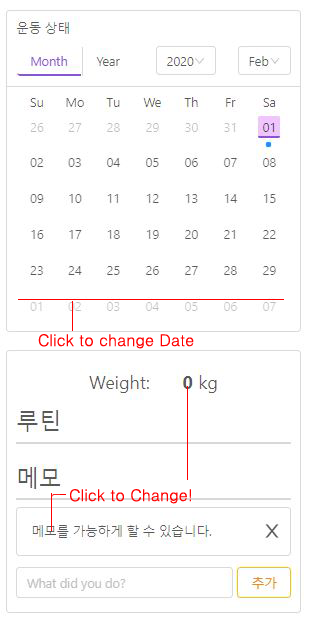 운동 상태
Month Year 2020 Feb
Su Mo Tu We Th Fr Sa
26 27 28 29 30 31 01
02 03 04 05 06 07 08
09 10 11 12 13 14 15
16 17 18 19 20 21 22
23 24 25 26 27 28 29
01 02 03 04 05 06 07
Click to change Date
Weight: 0 kg
루틴
메모
Click to Change!
메모를 가능하게 할 수 있습니다. X
What did you do? 추가